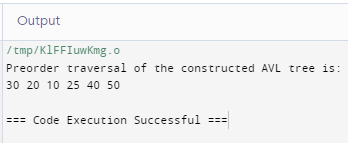 Output
/tmp/KlFFIuwKmg.o
Preorder traversal of the constructed AVL tree is:
30 20 10 25 40 50
=== Code Execution Successful ===